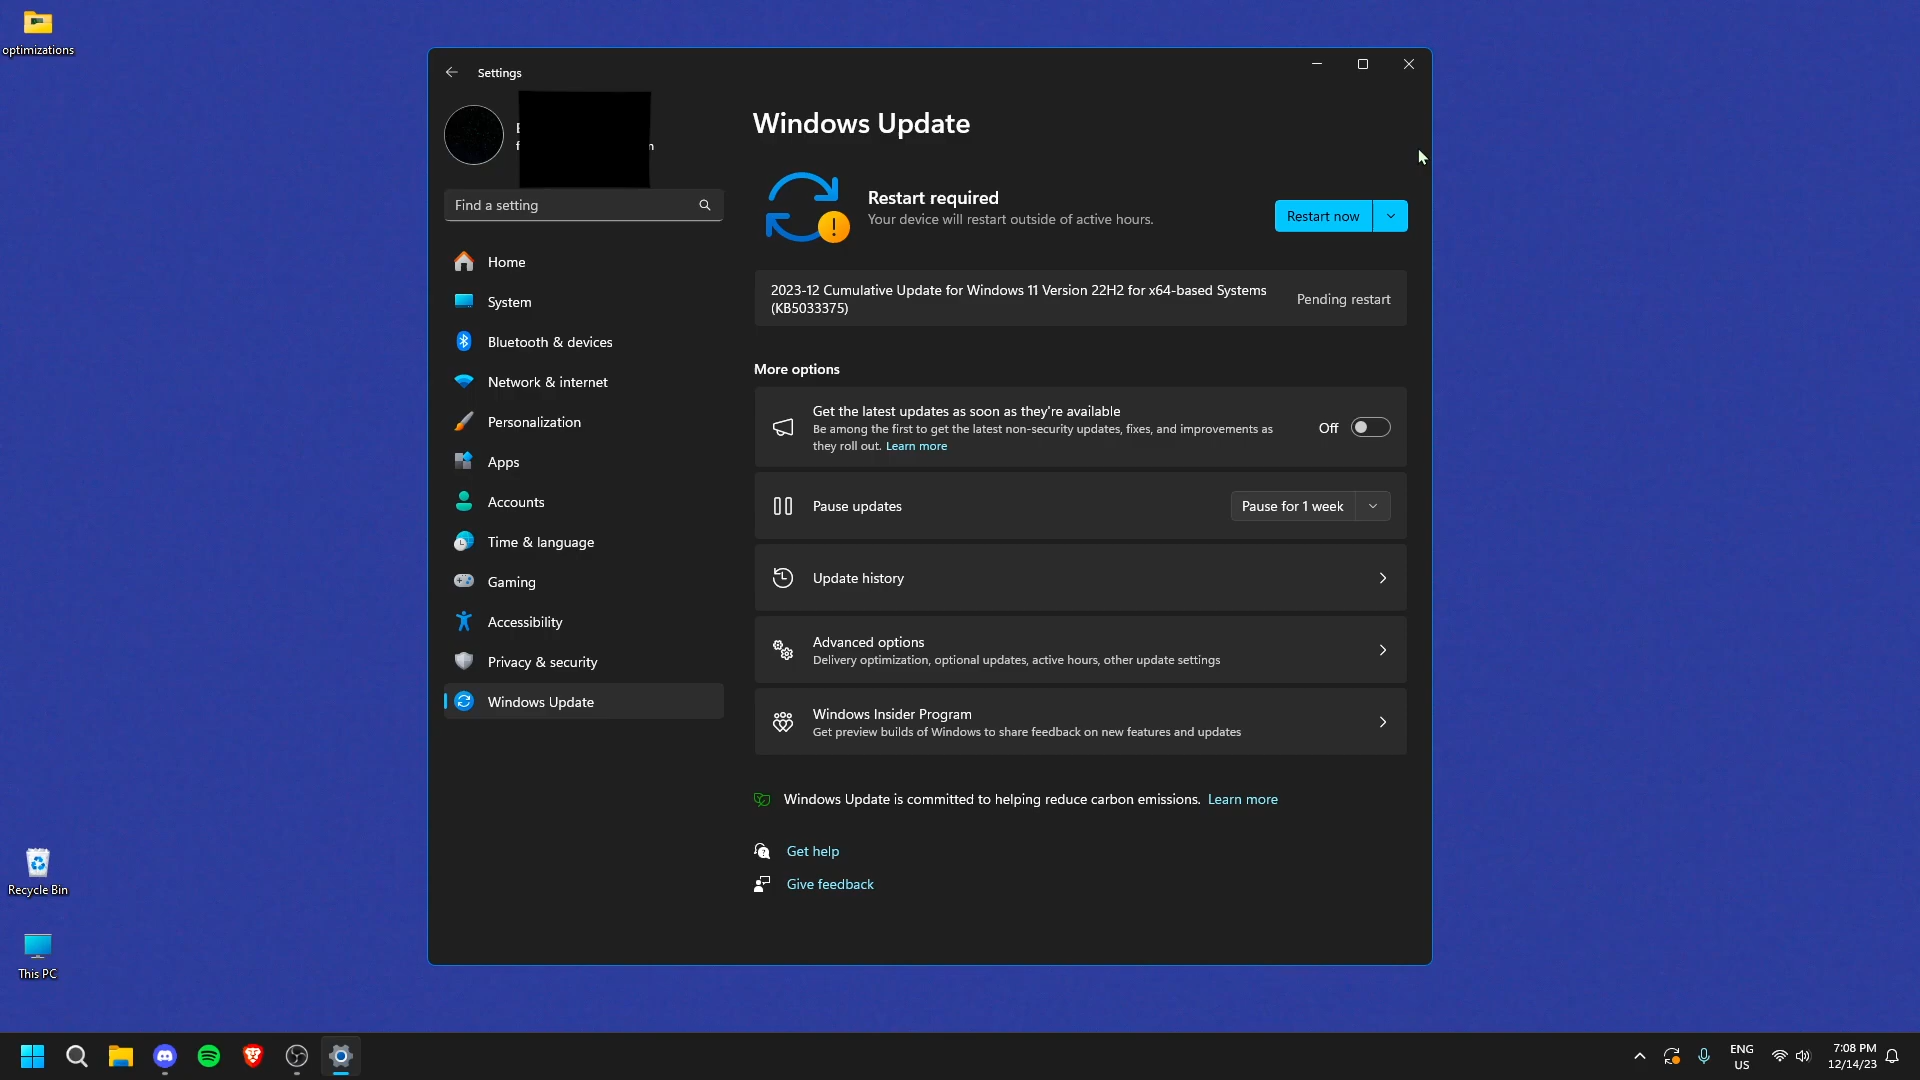 optimizations
Settings
Windows Update
Restart required
Your device will restart outside of active hours.
Restart now
Find a setting
Home
System
Bluetooth & devices
Network & internet
Personalization
Apps
Accounts
Time & language
Gaming
Accessibility
Privacy & security
Windows Update
2023-12 Cumulative Update for Windows 11 Version 22H2 for x64-based Systems
(KB5033375)
Pending restart
More options
Get the latest updates as soon as they're available
Be among the first to get the latest non-security updates, fixes, and improvements as
they roll out. Learn more
Off
Pause updates
Pause for 1 week
Update history
Advanced options
Delivery optimization, optional updates, active hours, other update settings
Windows Insider Program
Get preview builds of Windows to share feedback on new features and updates
Windows Update is committed to helping reduce carbon emissions. Learn more
Get help
Give feedback
Recycle Bin
This PC
ENG
US
7:08 PM
12/14/23